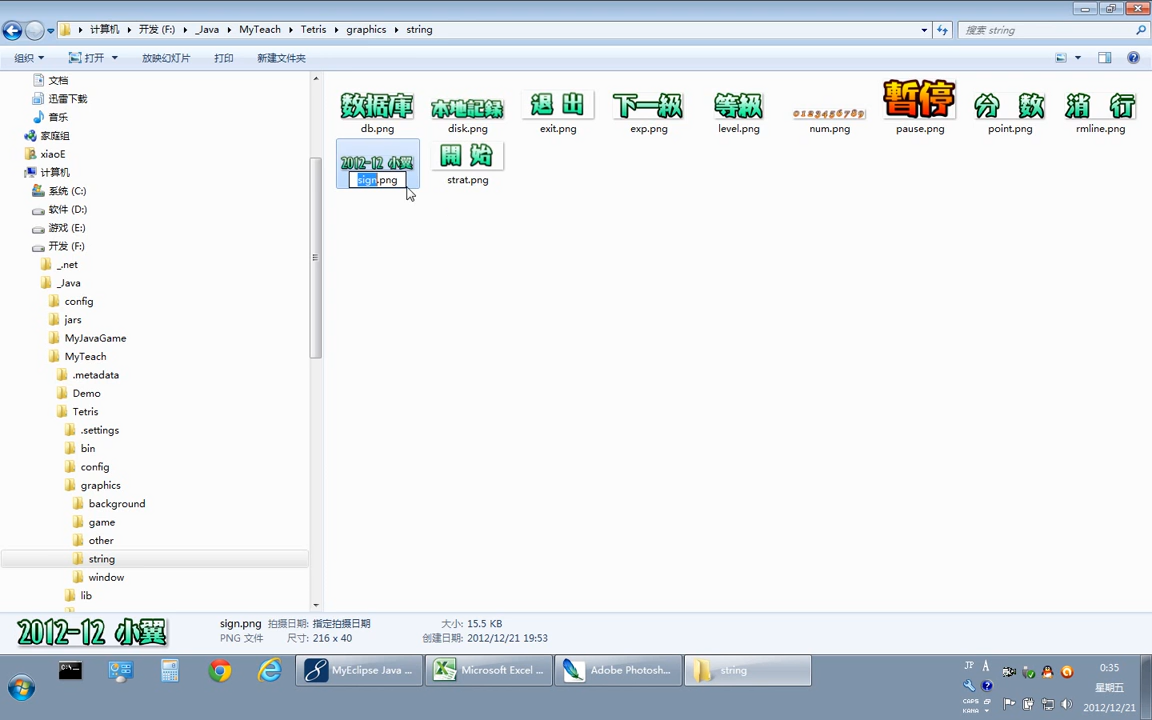 计算机 开发 (F:) _Java MyTeach Tetris graphics string
搜索 string
组织 打开 放映幻灯片 打印 新建文件夹
文档
迅雷下载
音乐
家庭组
xiaoE
计算机
系统 (C:)
软件 (D:)
游戏 (E:)
开发 (F:)
_.net
_Java
config
jars
MyJavaGame
MyTeach
.metadata
Demo
Tetris
.settings
bin
config
graphics
background
game
other
string
window
lib
数据庫 本地記録 退出 下一級 等級 0123456789 暫停 分数 消行
db.png disk.png exit.png exp.png level.png num.png pause.png point.png rmline.png
2012-12 小翼 開始
sign.png strat.png
2012-12 小翼
sign.png 拍摄日期: 指定拍摄日期 大小: 15.5 KB
PNG 文件 尺寸: 216 x 40 创建日期: 2012/12/21 19:53
MyEclipse Java ... Microsoft Excel ... Adobe Photosh... string
JP A
CAPS
KANA
0:35
星期五
2012/12/21